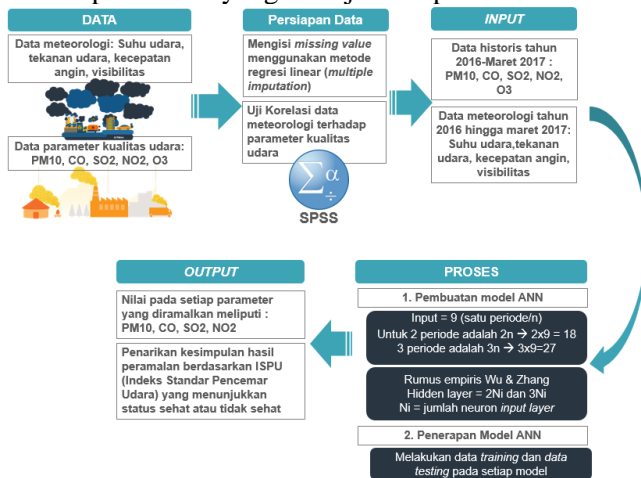 DATA
Data meteorologi: Suhu udara,
tekanan udara, kecepatan
angin, visibilitas
Data parameter kualitas udara:
PM10, CO, SO2, NO2, O3
Persiapan Data
Mengisi missing value
menggunakan metode
regresi linear (multiple
imputation)
Uji Korelasi data
meteorologi terhadap
parameter kualitas
udara
Σ α ÷
SPSS
INPUT
Data historis tahun
2016-Maret 2017 :
PM10, CO, SO2, NO2,
O3
Data meteorologi tahun
2016 hingga maret 2017:
Suhu udara,tekanan
udara, kecepatan angin,
visibilitas
PROSES
1. Pembuatan model ANN
Input = 9 (satu periode/n)
Untuk 2 periode adalah 2n → 2x9 = 18
3 periode adalah 3n → 3x9=27
Rumus empiris Wu & Zhang
Hidden layer = 2Ni dan 3Ni
Ni = jumlah neuron input layer
2. Penerapan Model ANN
Melakukan data training dan data
testing pada setiap model
OUTPUT
Nilai pada setiap parameter
yang diramalkan meliputi :
PM10, CO, SO2, NO2
Penarikan kesimpulan hasil
peramalan berdasarkan ISPU
(Indeks Standar Pencemar
Udara) yang menunjukkan
status sehat atau tidak sehat